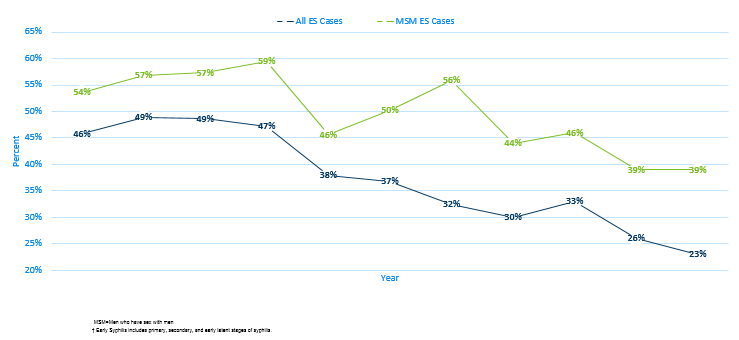 All ES Cases MSM ES Cases
65%
60%
55%
50%
45%
40%
35%
30%
25%
20%
Percent
54% 57% 57% 59% 46% 50% 56% 44% 46% 39% 39%
46% 49% 49% 47% 38% 37% 32% 30% 33% 26% 23%
Year
MSM=Men who have sex with men
† Early Syphilis includes primary, secondary, and early latent stages of syphilis.